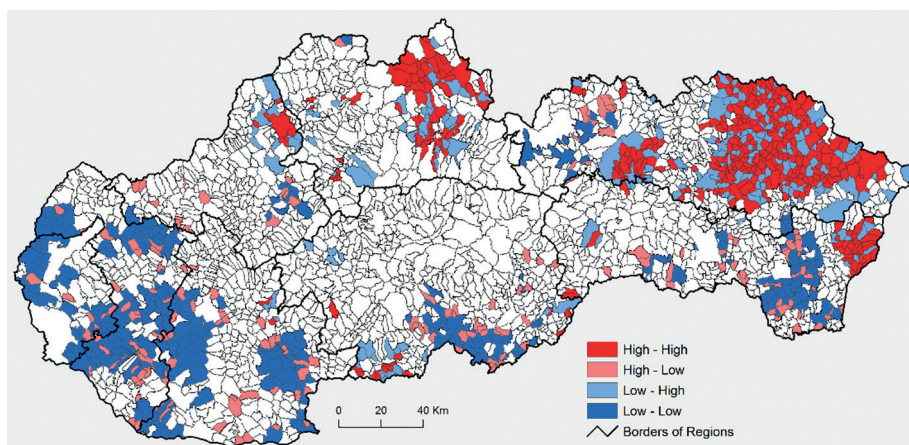 High - High
High - Low
Low - High
Low - Low
Borders of Regions
0 20 40 Km